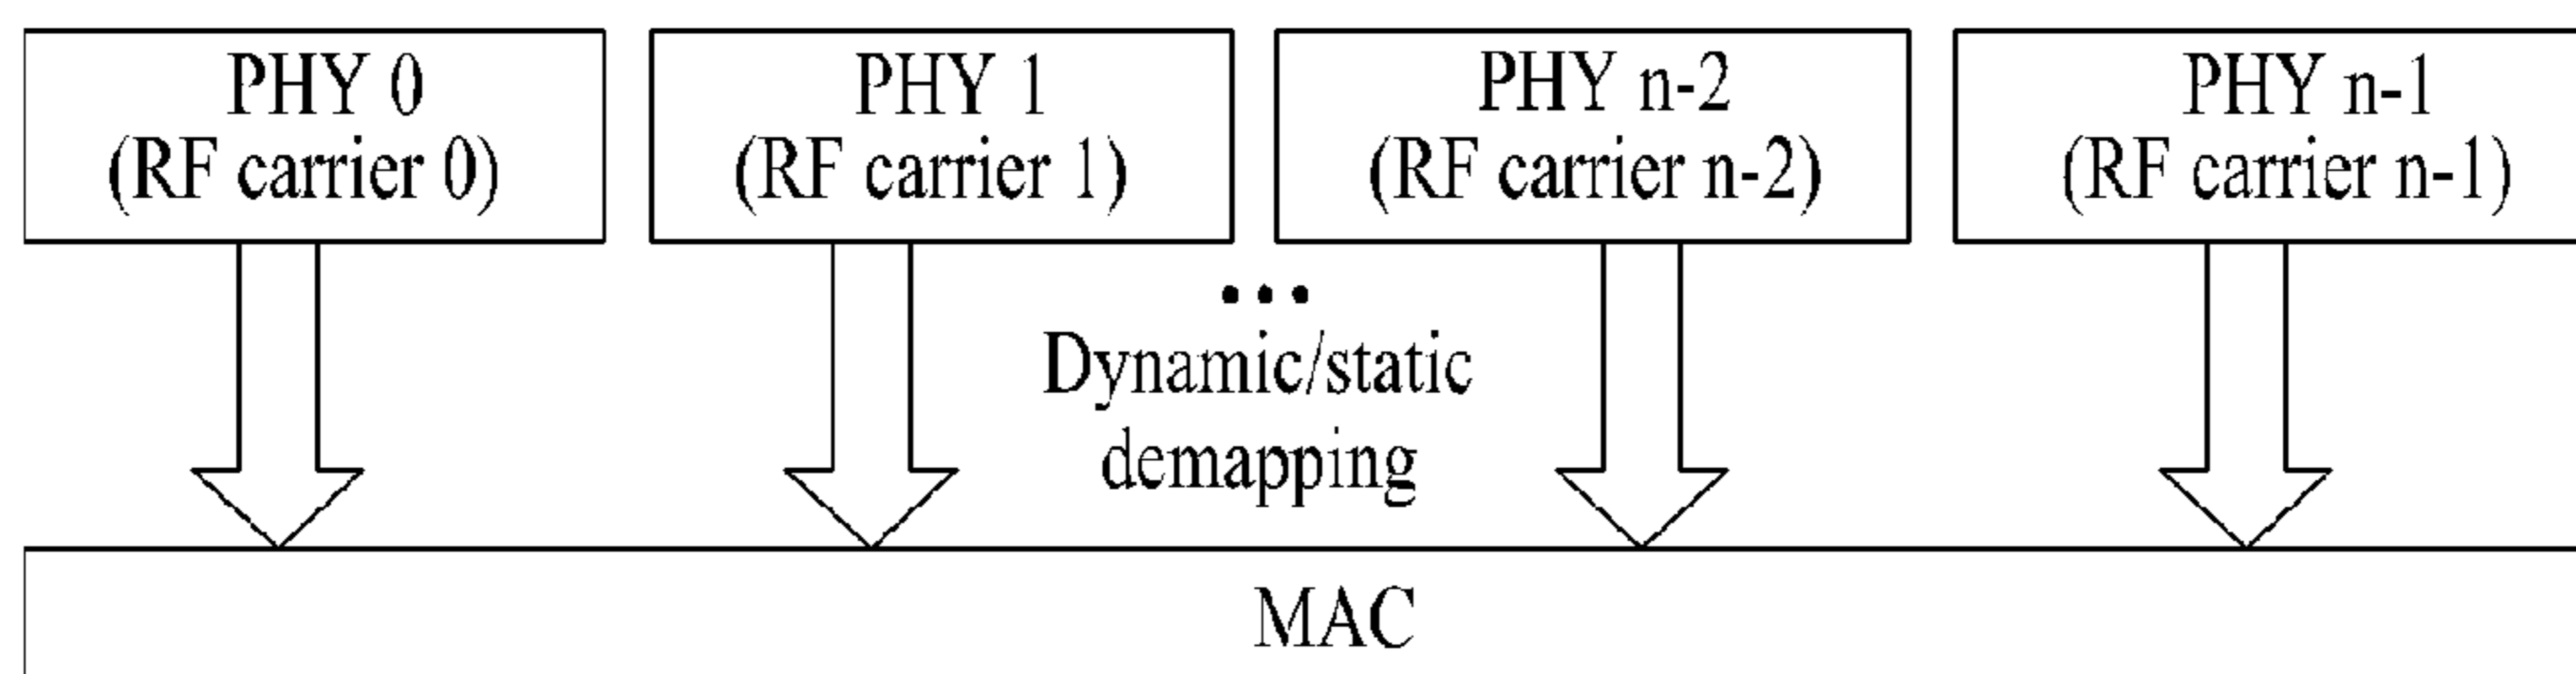 PHY 0
(RF carrier 0)
PHY 1
(RF carrier 1)
PHY n-2
(RF carrier n-2)
PHY n-1
(RF carrier n-1)
•••
Dynamic/static
demapping
MAC